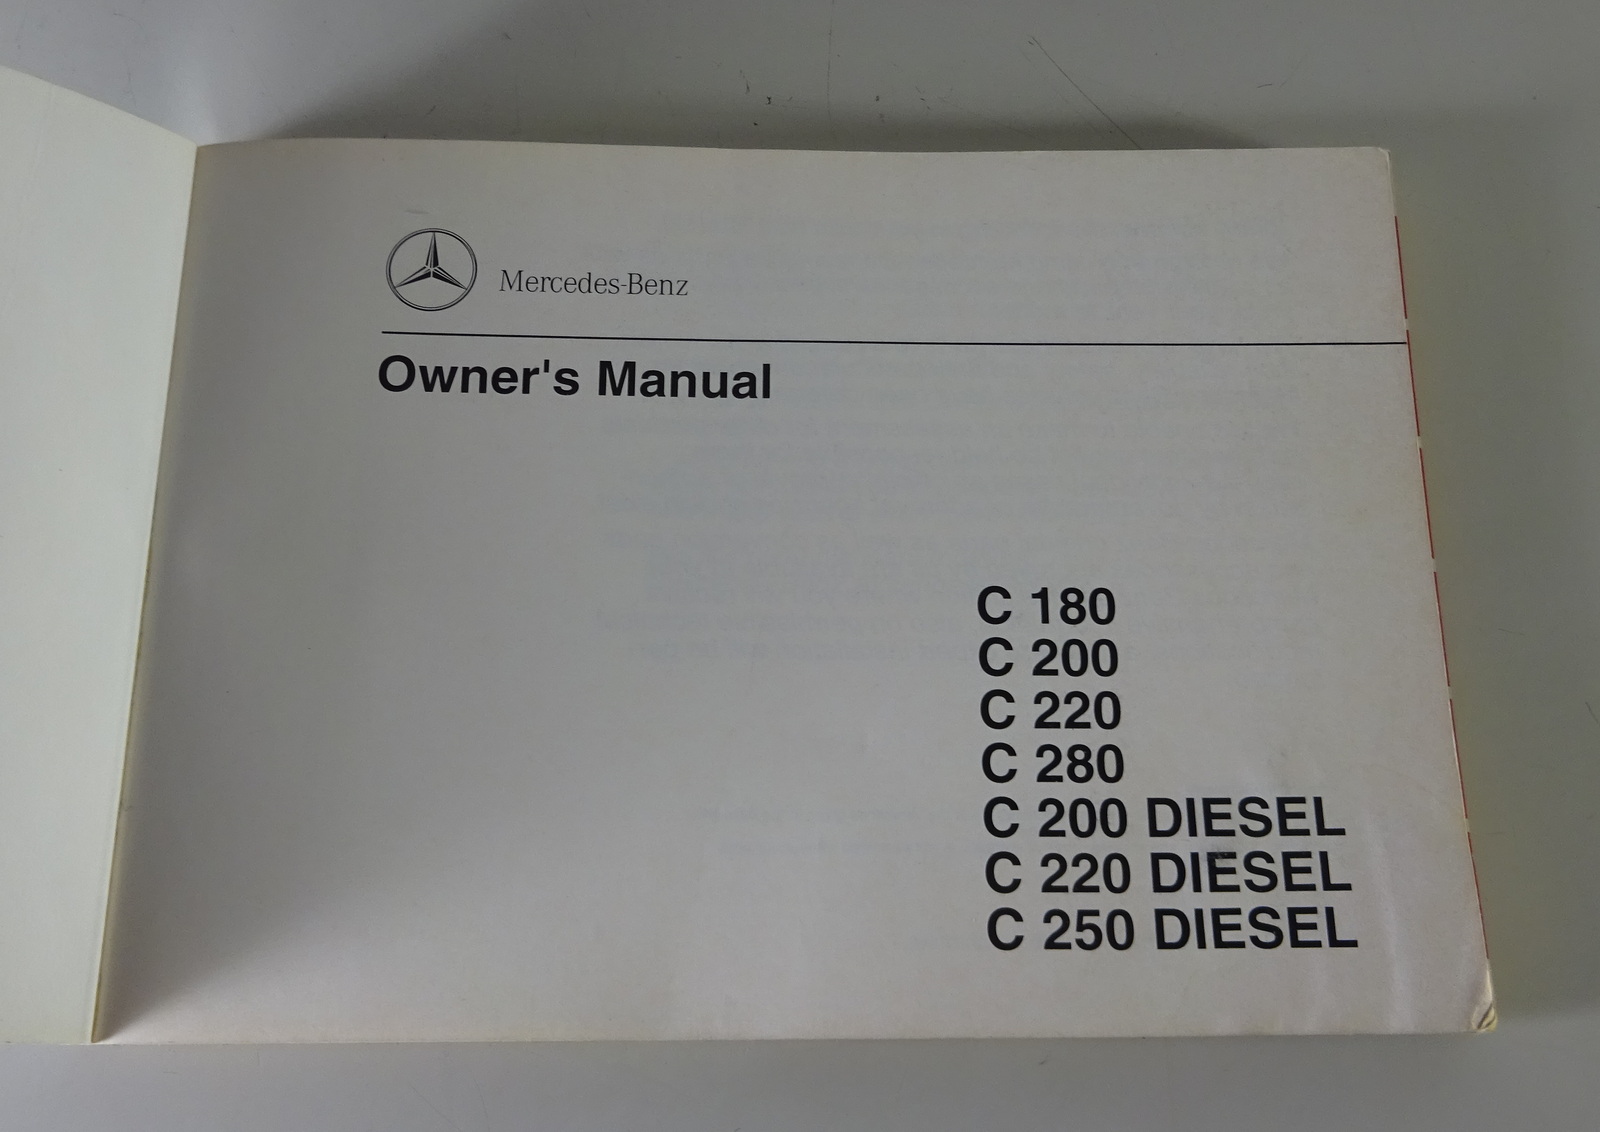 Mercedes-Benz
Owner's Manual
C 180
C 200
C 220
C 280
C 200 DIESEL
C 220 DIESEL
C 250 DIESEL